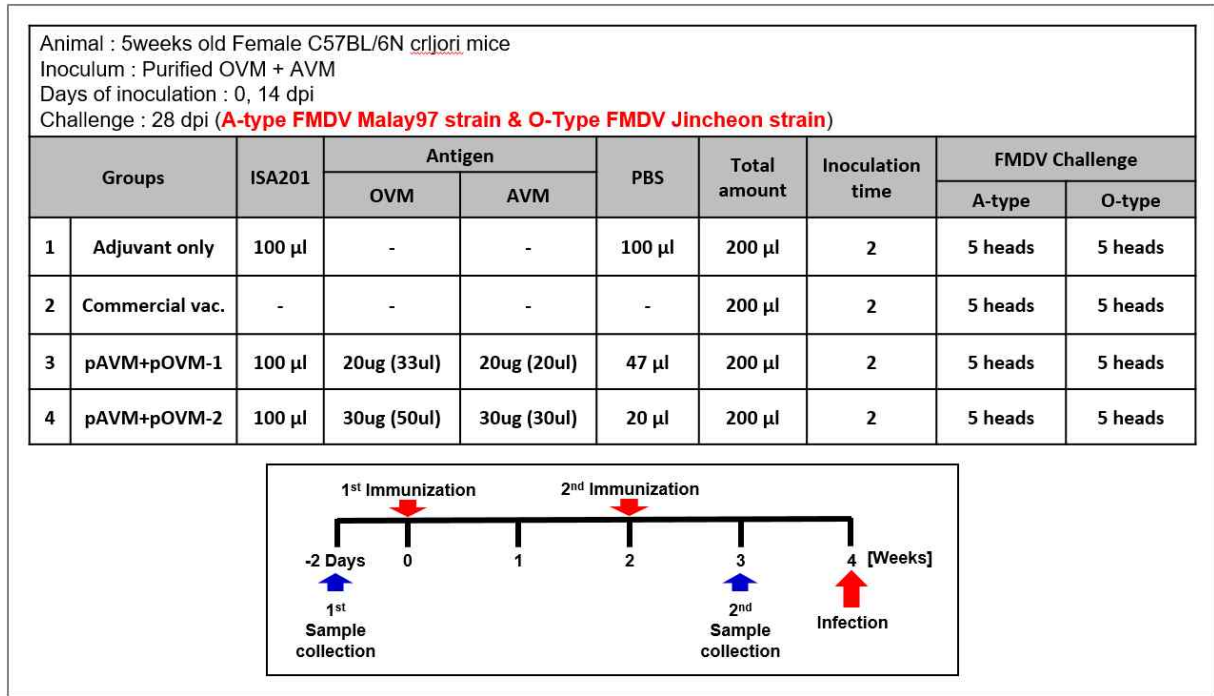 Animal : 5weeks old Female C57BL/6N crljori mice
Inoculum : Purified OVM + AVM
Days of inoculation : 0, 14 dpi
Challenge : 28 dpi (A-type FMDV Malay97 strain & O-Type FMDV Jincheon strain)
Groups ISA201 Antigen PBS Total amount Inoculation time FMDV Challenge
OVM AVM A-type O-type
1 Adjuvant only 100 µl - - 100 µl 200 µl 2 5 heads 5 heads
2 Commercial vac. - - - - 200 µl 2 5 heads 5 heads
3 pAVM+pOVM-1 100 µl 20ug (33ul) 20ug (20ul) 47 µl 200 µl 2 5 heads 5 heads
4 pAVM+pOVM-2 100 µl 30ug (50ul) 30ug (30ul) 20 µl 200 µl 2 5 heads 5 heads
1st Immunization 2nd Immunization
-2 Days 0 1 2 3 4 [Weeks]
1st Sample collection
2nd Sample collection
Infection